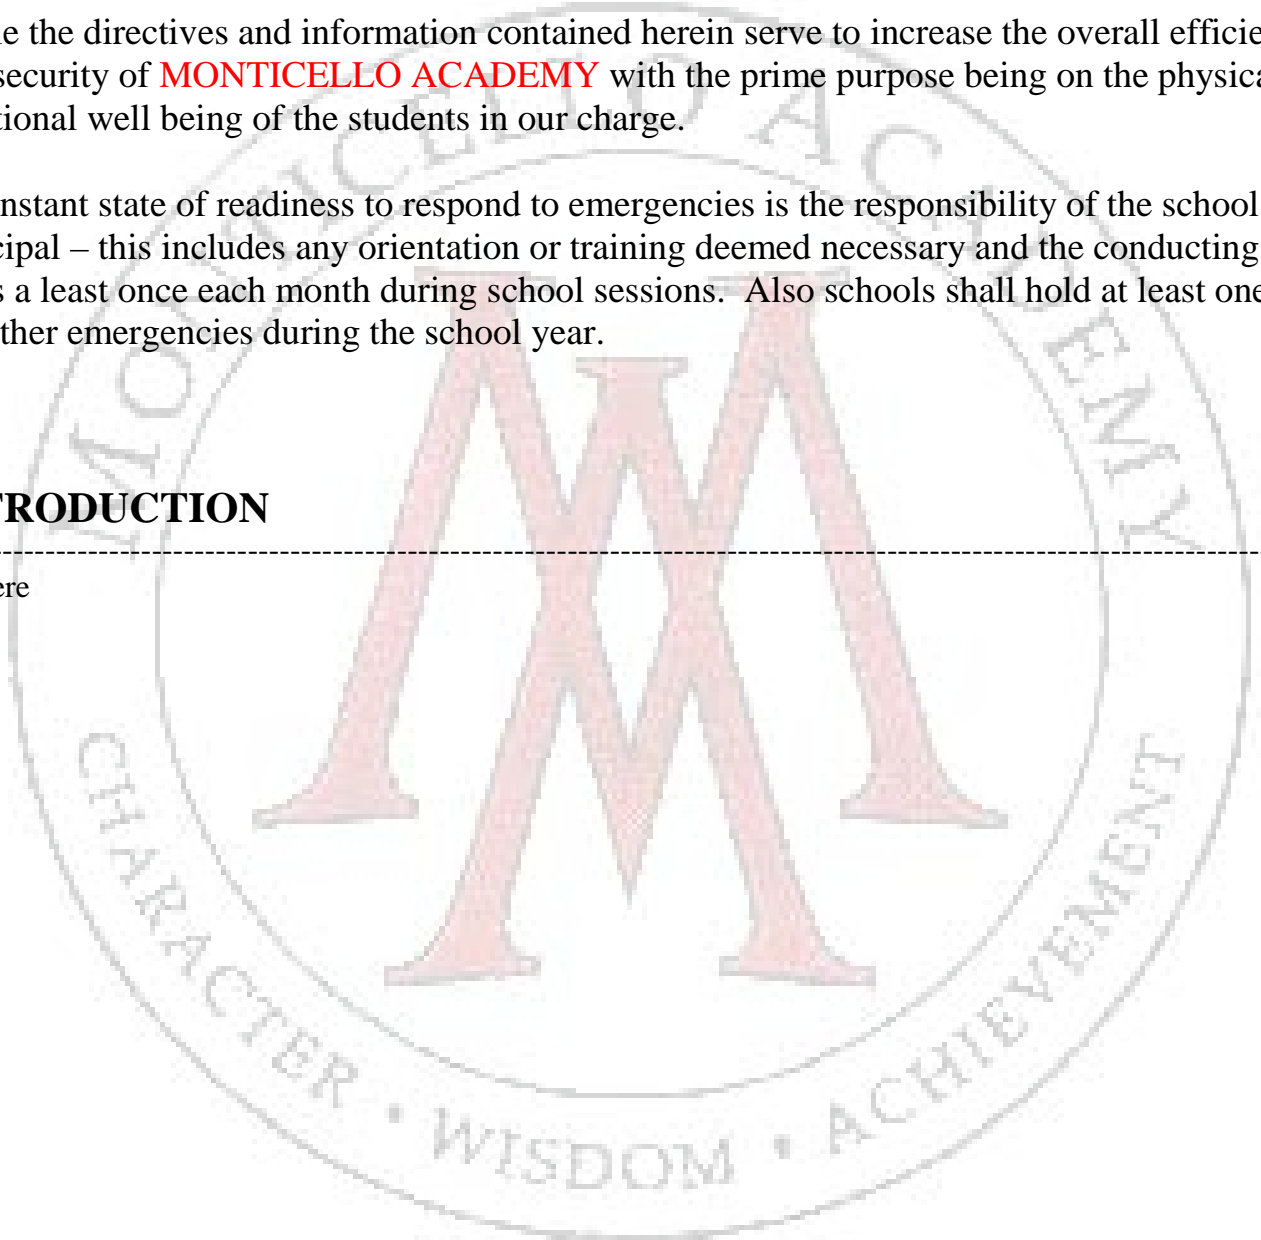 e the directives and information contained herein serve to increase the overall efficie
security of MONTICELLO ACADEMY with the prime purpose being on the physica
tional well being of the students in our charge.
nstant state of readiness to respond to emergencies is the responsibility of the school
cipal – this includes any orientation or training deemed necessary and the conducting
s a least once each month during school sessions.  Also schools shall hold at least one
ther emergencies during the school year.
TRODUCTION
ere
MONTICELLO ACADEMY
CHARACTER • WISDOM • ACHIEVEMENT